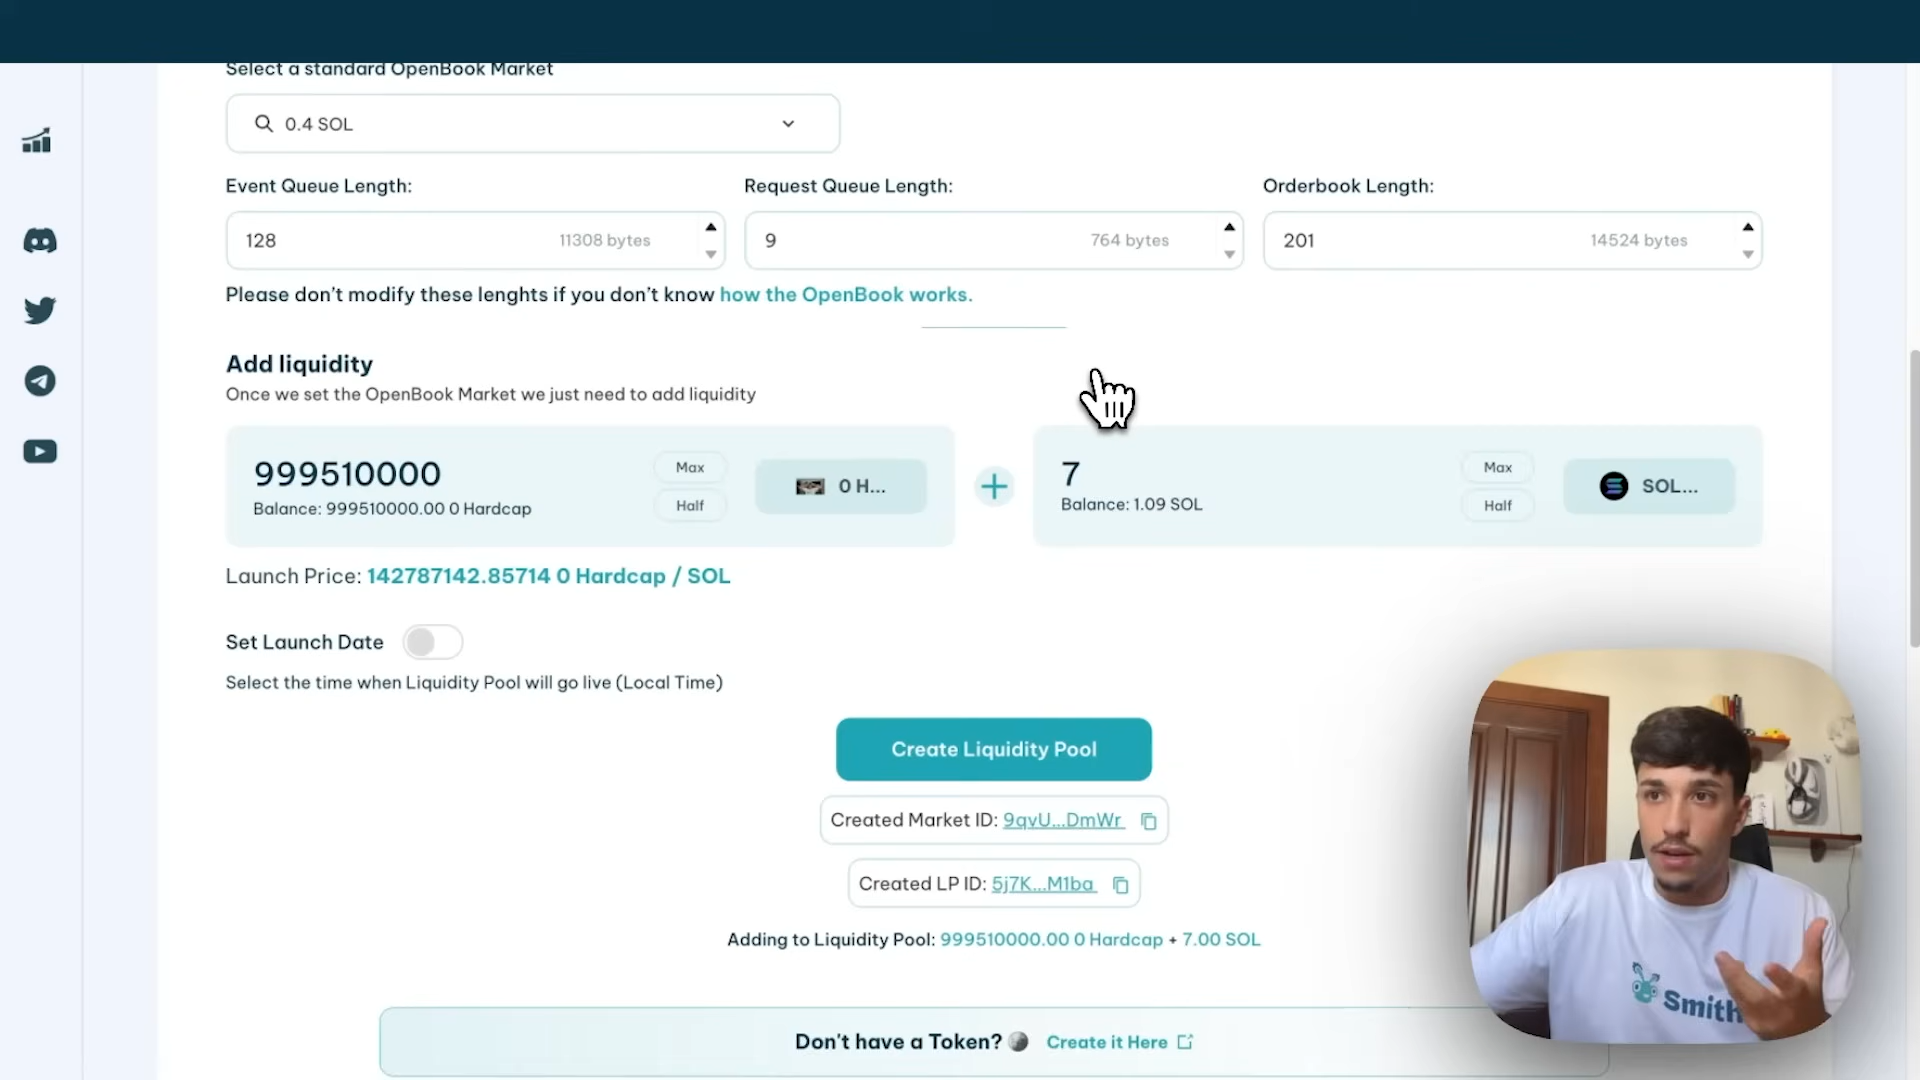 Select a standard OpenBook Market
0.4 SOL
Event Queue Length:
Request Queue Length:
Orderbook Length:
128
11308 bytes
9
764 bytes
201
14524 bytes
Please don't modify these lenghts if you don't know how the OpenBook works.
Add liquidity
Once we set the OpenBook Market we just need to add liquidity
999510000
Balance: 999510000.00 0 Hardcap
Max
Half
0 H...
7
Balance: 1.09 SOL
Max
Half
SOL...
Launch Price: 142787142.85714 0 Hardcap / SOL
Set Launch Date
Select the time when Liquidity Pool will go live (Local Time)
Create Liquidity Pool
Created Market ID: 9qvU...DmWr
Created LP ID: 5j7K...M1ba
Adding to Liquidity Pool: 999510000.00 0 Hardcap + 7.00 SOL
Don't have a Token? Create it Here
Smith